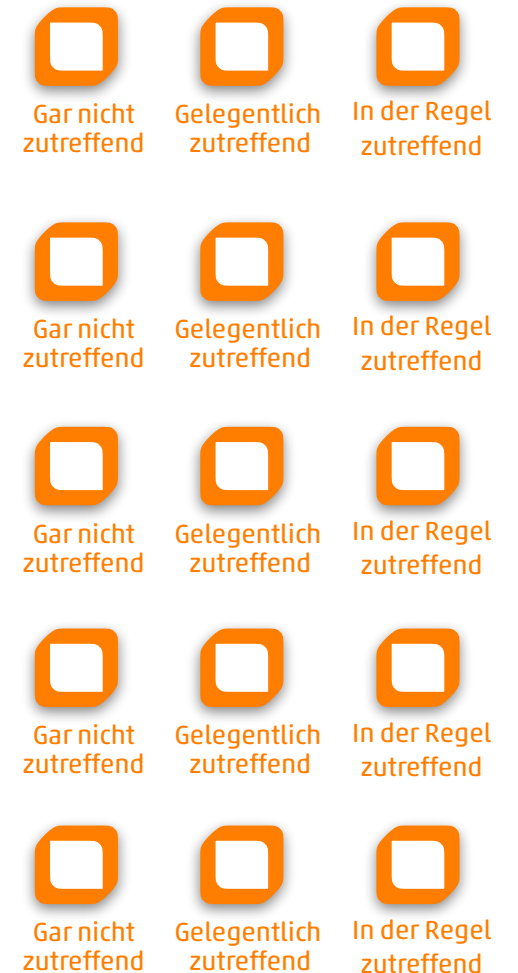 Gar nicht
zutreffend
Gelegentlich
zutreffend
In der Regel
zutreffend
Gar nicht
zutreffend
Gelegentlich
zutreffend
In der Regel
zutreffend
Gar nicht
zutreffend
Gelegentlich
zutreffend
In der Regel
zutreffend
Gar nicht
zutreffend
Gelegentlich
zutreffend
In der Regel
zutreffend
Gar nicht
zutreffend
Gelegentlich
zutreffend
In der Regel
zutreffend